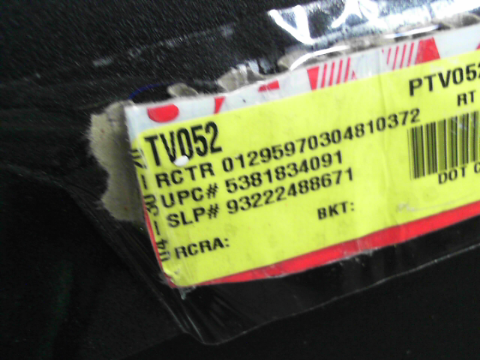 PTV052
TV052
RT
RCTR 01295970304810372
UPC# 5381834091
SLP# 93222488671
DOT
BKT:
RCRA: